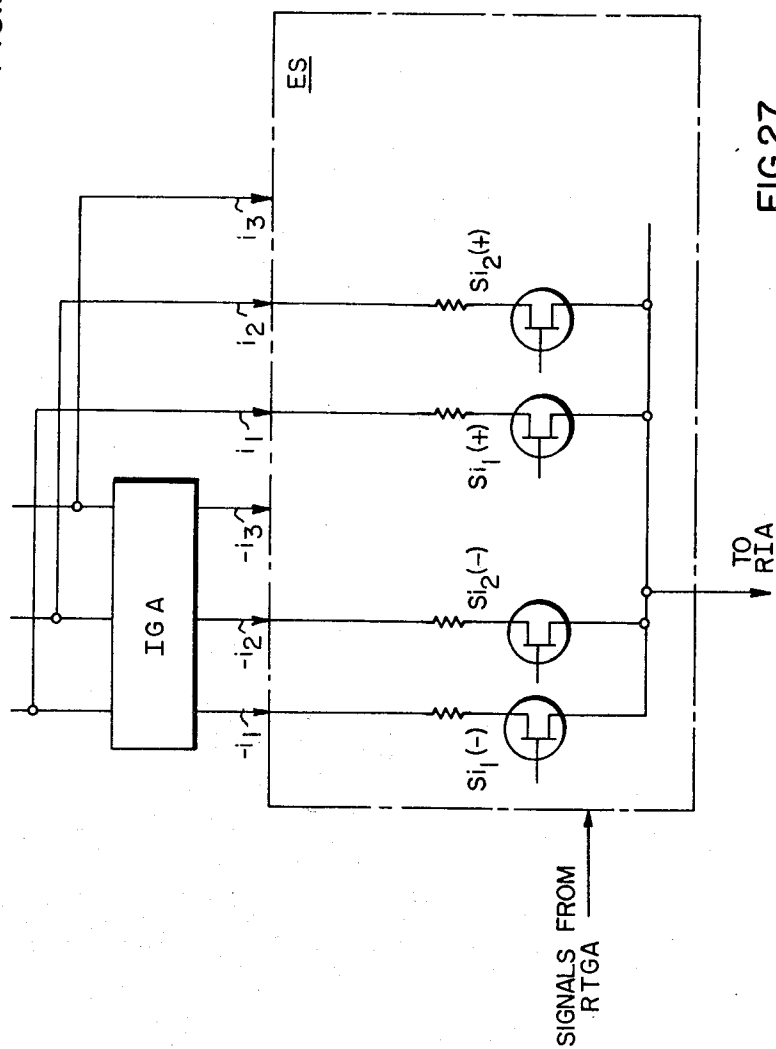 ES
IGA
-i1
-i2
-i3
i1
i2
i3
Si1(-)
Si2(-)
Si1(+)
Si2(+)
SIGNALS FROM
RTGA
TO
RIA
FIG.27